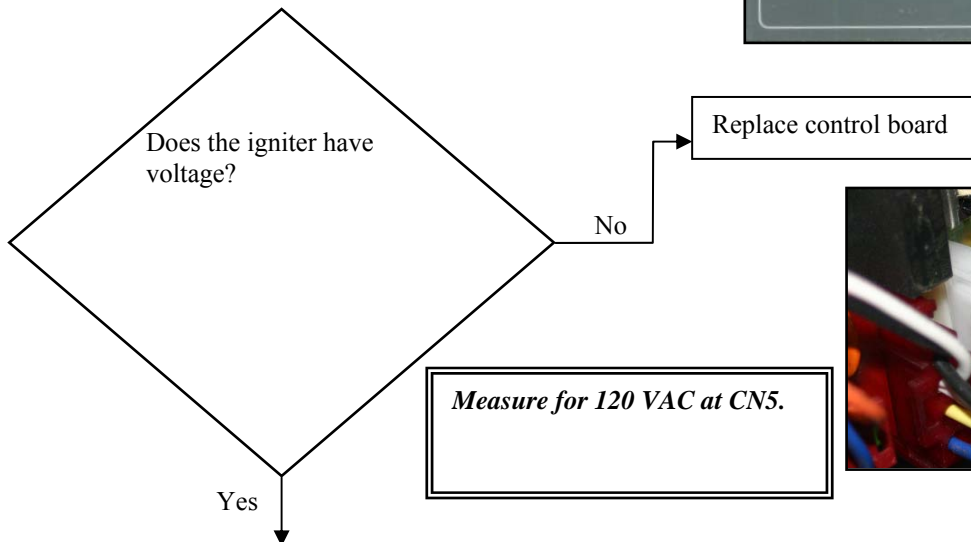 Does the igniter have
voltage?
Replace control board
No
Measure for 120 VAC at CN5.
Yes